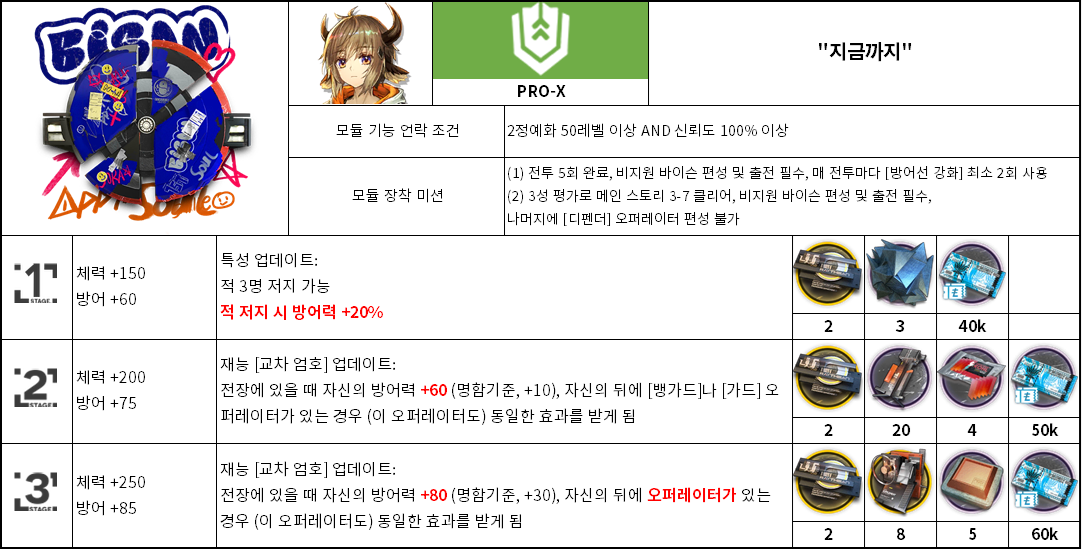 BISON
"지금까지"
PRO-X
모듈 기능 언락 조건
2정예화 50레벨 이상 AND 신뢰도 100% 이상
모듈 장착 미션
(1) 전투 5회 완료, 비지원 바이슨 편성 및 출전 필수, 매 전투마다 [방어선 강화] 최소 2회 사용
(2) 3성 평가로 메인 스토리 3-7 클리어, 비지원 바이슨 편성 및 출전 필수,
나머지에 [디펜더] 오퍼레이터 편성 불가
1
STAGE
체력 +150
방어 +60
특성 업데이트:
적 3명 저지 가능
적 저지 시 방어력 +20%
2
3
40k
2
STAGE
체력 +200
방어 +75
재능 [교차 엄호] 업데이트:
전장에 있을 때 자신의 방어력 +60 (명함기준, +10), 자신의 뒤에 [뱅가드]나 [가드] 오
퍼레이터가 있는 경우 (이 오퍼레이터도) 동일한 효과를 받게 됨
2
20
4
50k
3
STAGE
체력 +250
방어 +85
재능 [교차 엄호] 업데이트:
전장에 있을 때 자신의 방어력 +80 (명함기준, +30), 자신의 뒤에 오퍼레이터가 있는
경우 (이 오퍼레이터도) 동일한 효과를 받게 됨
2
8
5
60k